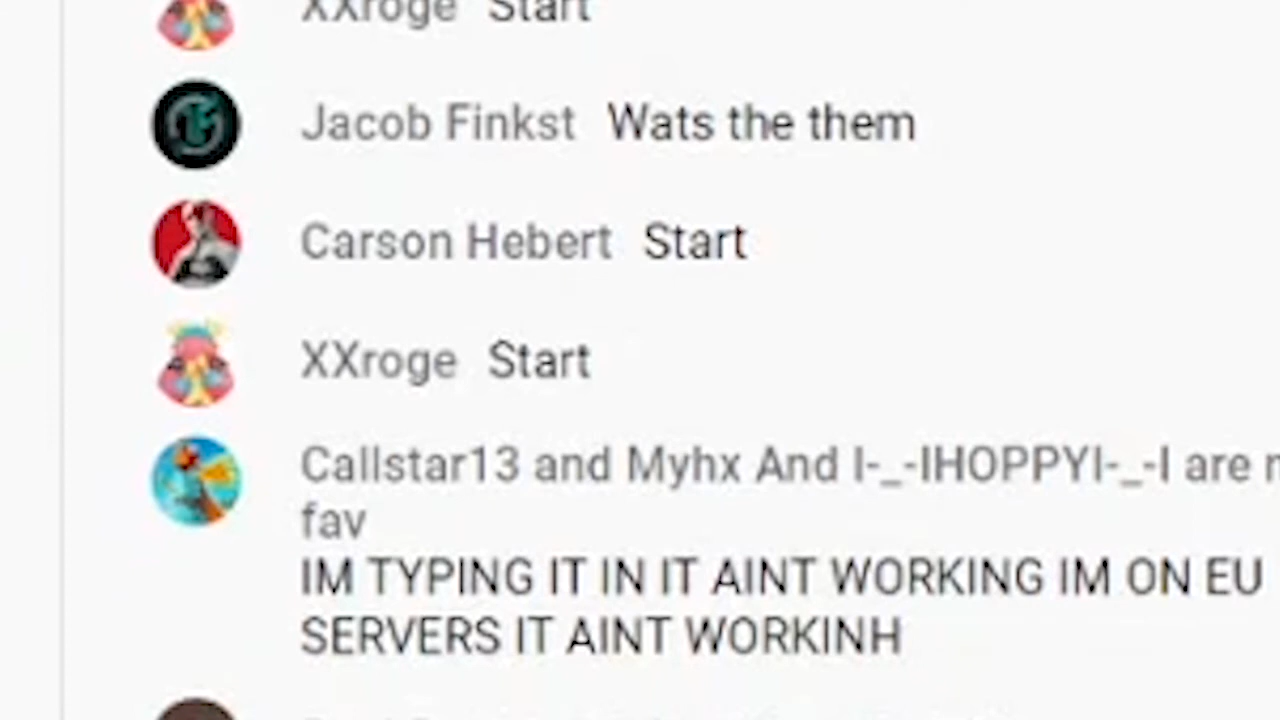 XXroge Start
Jacob Finkst Wats the them
Carson Hebert Start
XXroge Start
Callstar13 and Myhx And I-_-IHOPPYI-_-I are
fav
IM TYPING IT IN IT AINT WORKING IM ON EU
SERVERS IT AINT WORKINH